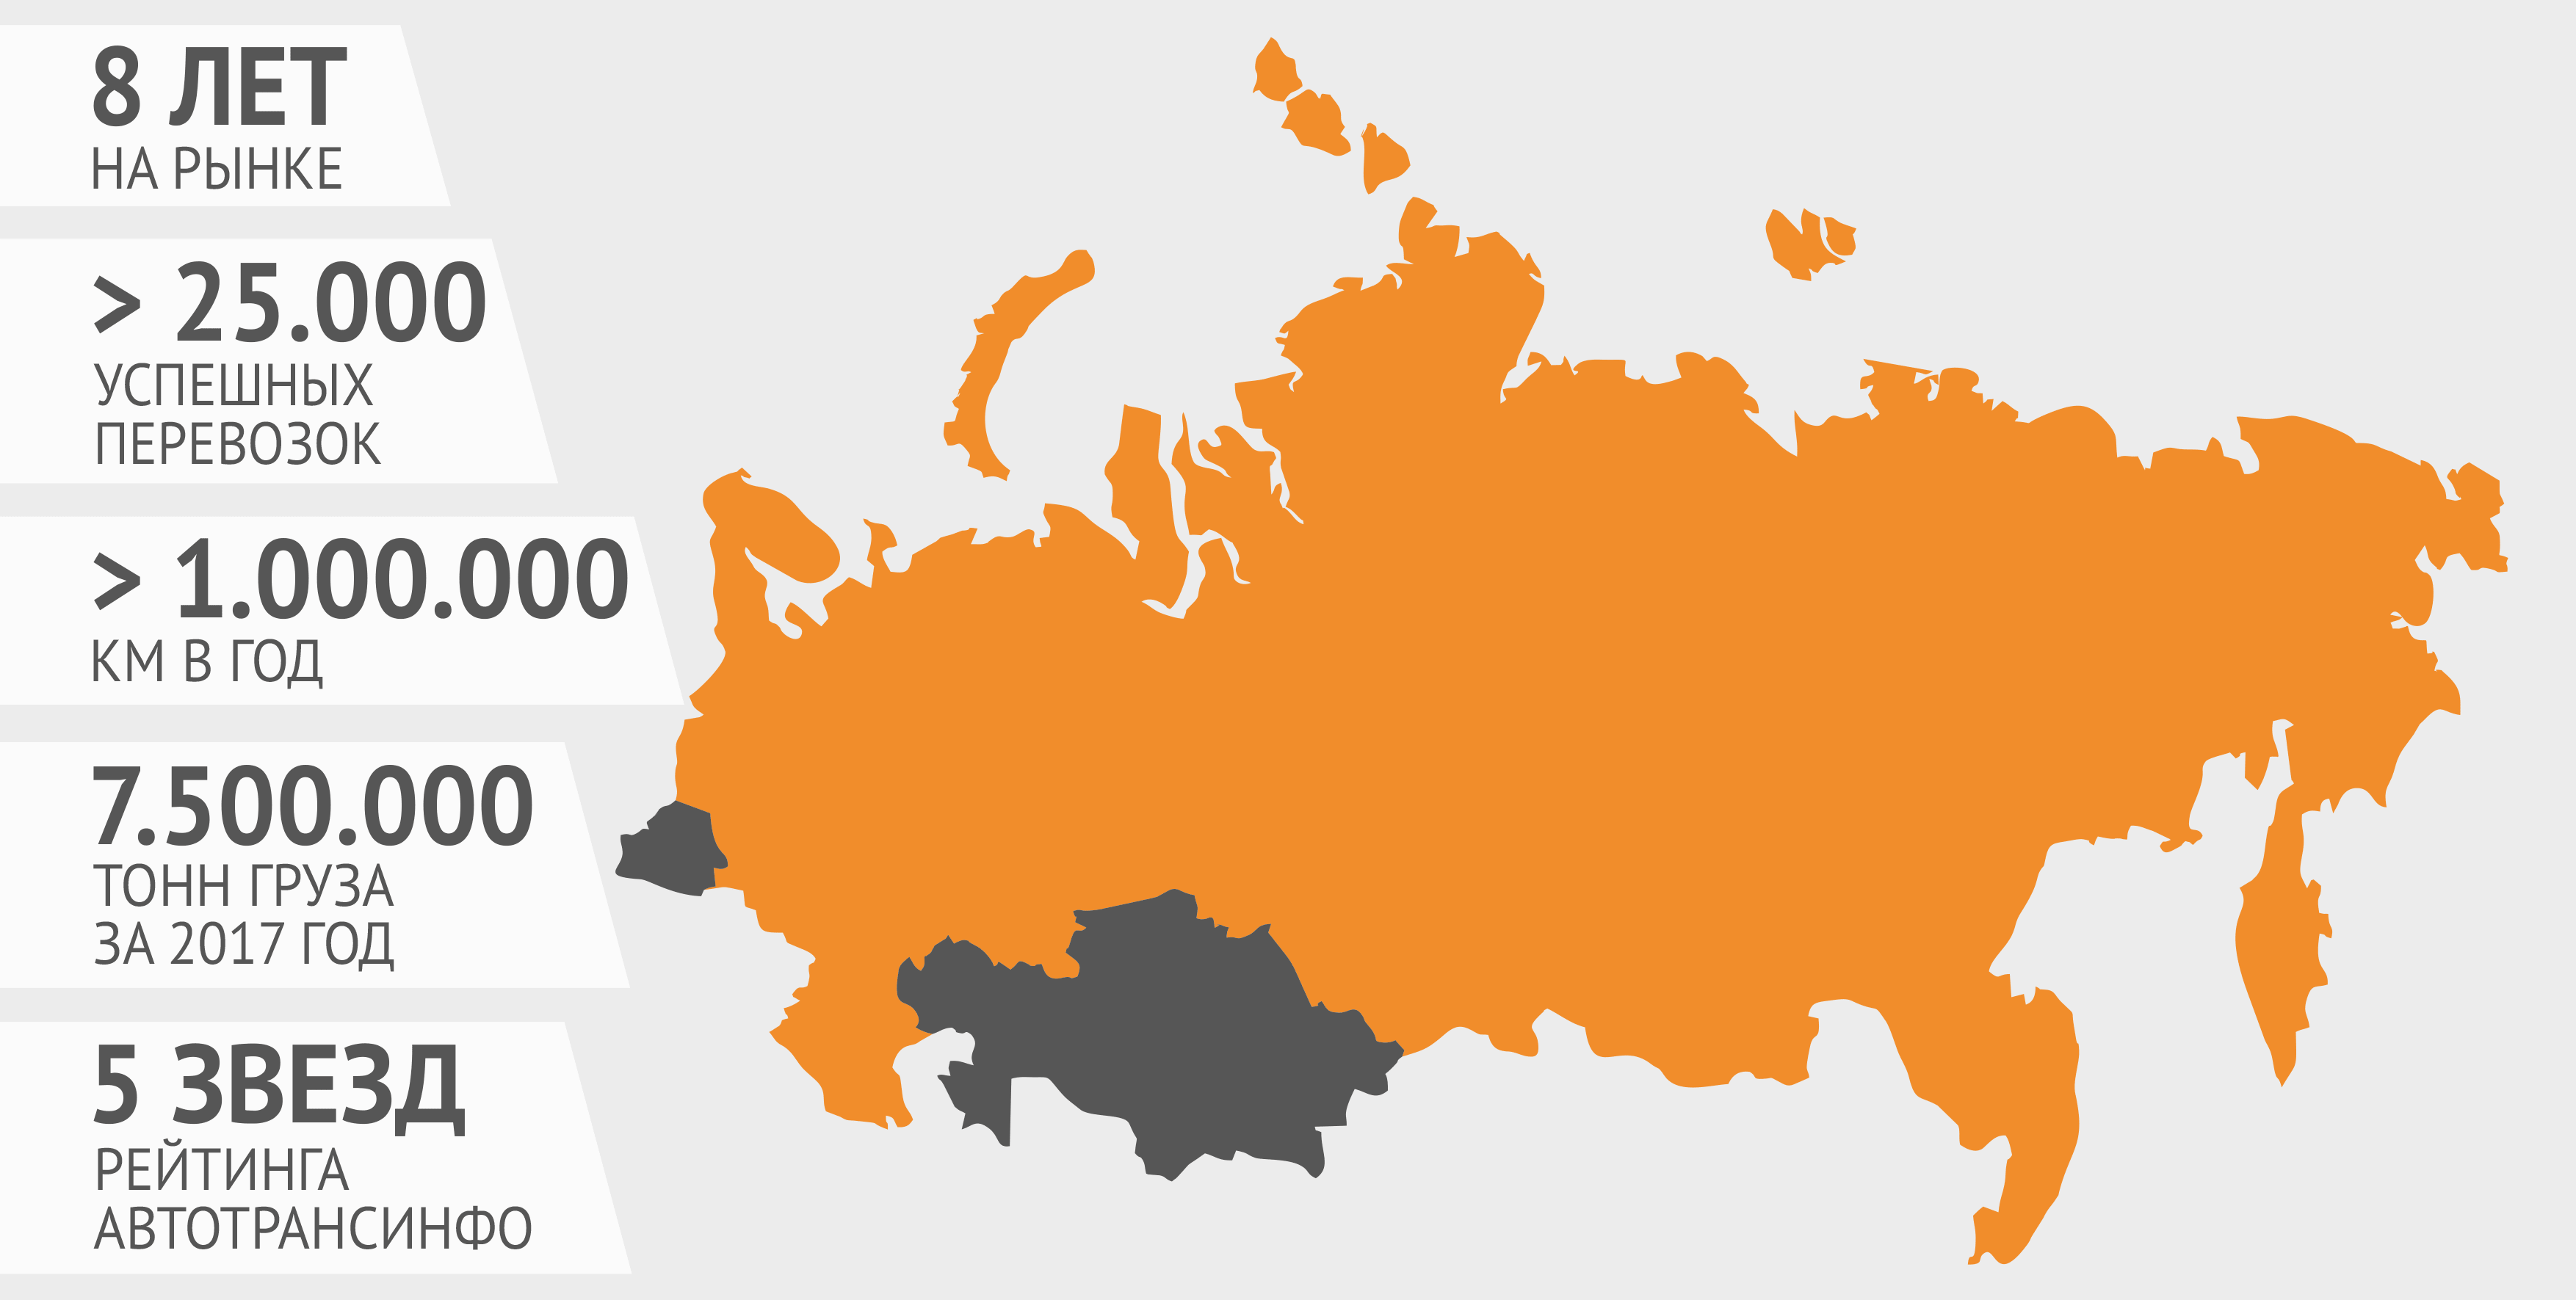 8 ЛЕТ
НА РЫНКЕ
> 25.000
УСПЕШНЫХ
ПЕРЕВОЗОК
> 1.000.000
КМ В ГОД
7.500.000
ТОНН ГРУЗА
ЗА 2017 ГОД
5 ЗВЕЗД
РЕЙТИНГА
АВТОТРАНСИНФО